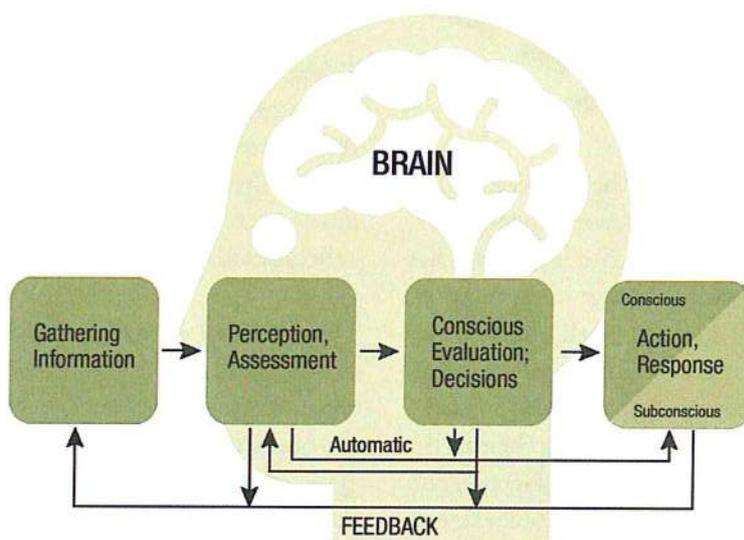 BRAIN
Gathering
Information
Perception,
Assessment
Conscious
Evaluation;
Decisions
Conscious
Action,
Response
Subconscious
Automatic
FEEDBACK